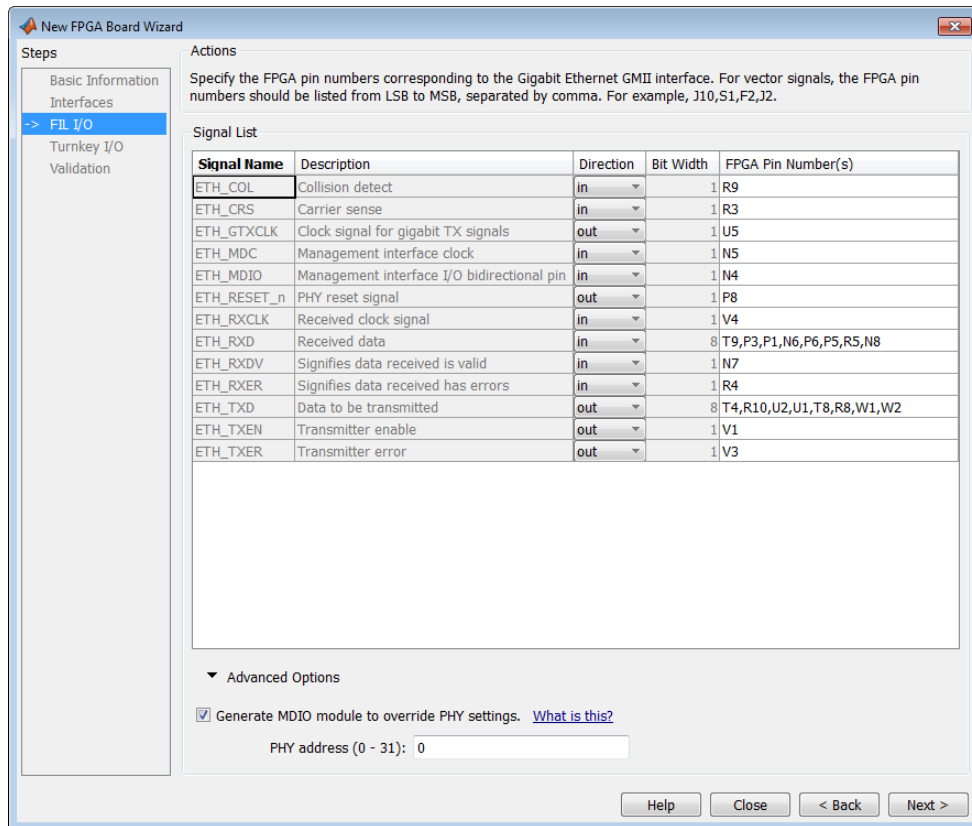 New FPGA Board Wizard
Steps
Basic Information
Interfaces
-> FIL I/O
Turnkey I/O
Validation
Actions
Specify the FPGA pin numbers corresponding to the Gigabit Ethernet GMII interface. For vector signals, the FPGA pin
numbers should be listed from LSB to MSB, separated by comma. For example, J10,S1,F2,J2.
Signal List
Signal Name Description Direction Bit Width FPGA Pin Number(s)
ETH_COL Collision detect in 1 R9
ETH_CRS Carrier sense in 1 R3
ETH_GTXCLK Clock signal for gigabit TX signals out 1 U5
ETH_MDC Management interface clock in 1 N5
ETH_MDIO Management interface I/O bidirectional pin in 1 N4
ETH_RESET_n PHY reset signal out 1 P8
ETH_RXCLK Received clock signal in 1 V4
ETH_RXD Received data in 8 T9,P3,P1,N6,P6,P5,R5,N8
ETH_RXDV Signifies data received is valid in 1 N7
ETH_RXER Signifies data received has errors in 1 R4
ETH_TXD Data to be transmitted out 8 T4,R10,U2,U1,T8,R8,W1,W2
ETH_TXEN Transmitter enable out 1 V1
ETH_TXER Transmitter error out 1 V3
Advanced Options
Generate MDIO module to override PHY settings. What is this?
PHY address (0 - 31): 0
Help Close < Back Next >